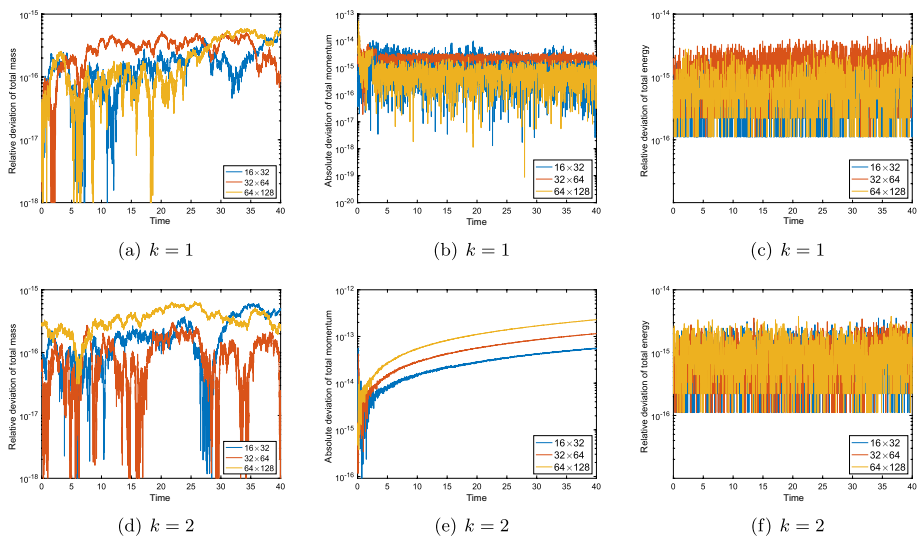 Relative deviation of total mass
10^-15
10^-16
10^-17
10^-18
0 5 10 15 20 25 30 35 40
Time
16×32
32×64
64×128
(a) k = 1
Absolute deviation of total momentum
10^-13
10^-14
10^-15
10^-16
10^-17
10^-18
10^-19
10^-20
0 5 10 15 20 25 30 35 40
Time
16×32
32×64
64×128
(b) k = 1
Relative deviation of total energy
10^-14
10^-15
10^-16
0 5 10 15 20 25 30 35 40
Time
16×32
32×64
64×128
(c) k = 1
Relative deviation of total mass
10^-15
10^-16
10^-17
10^-18
0 5 10 15 20 25 30 35 40
Time
16×32
32×64
64×128
(d) k = 2
Absolute deviation of total momentum
10^-12
10^-13
10^-14
10^-15
10^-16
0 5 10 15 20 25 30 35 40
Time
16×32
32×64
64×128
(e) k = 2
Relative deviation of total energy
10^-14
10^-15
10^-16
0 5 10 15 20 25 30 35 40
Time
16×32
32×64
64×128
(f) k = 2